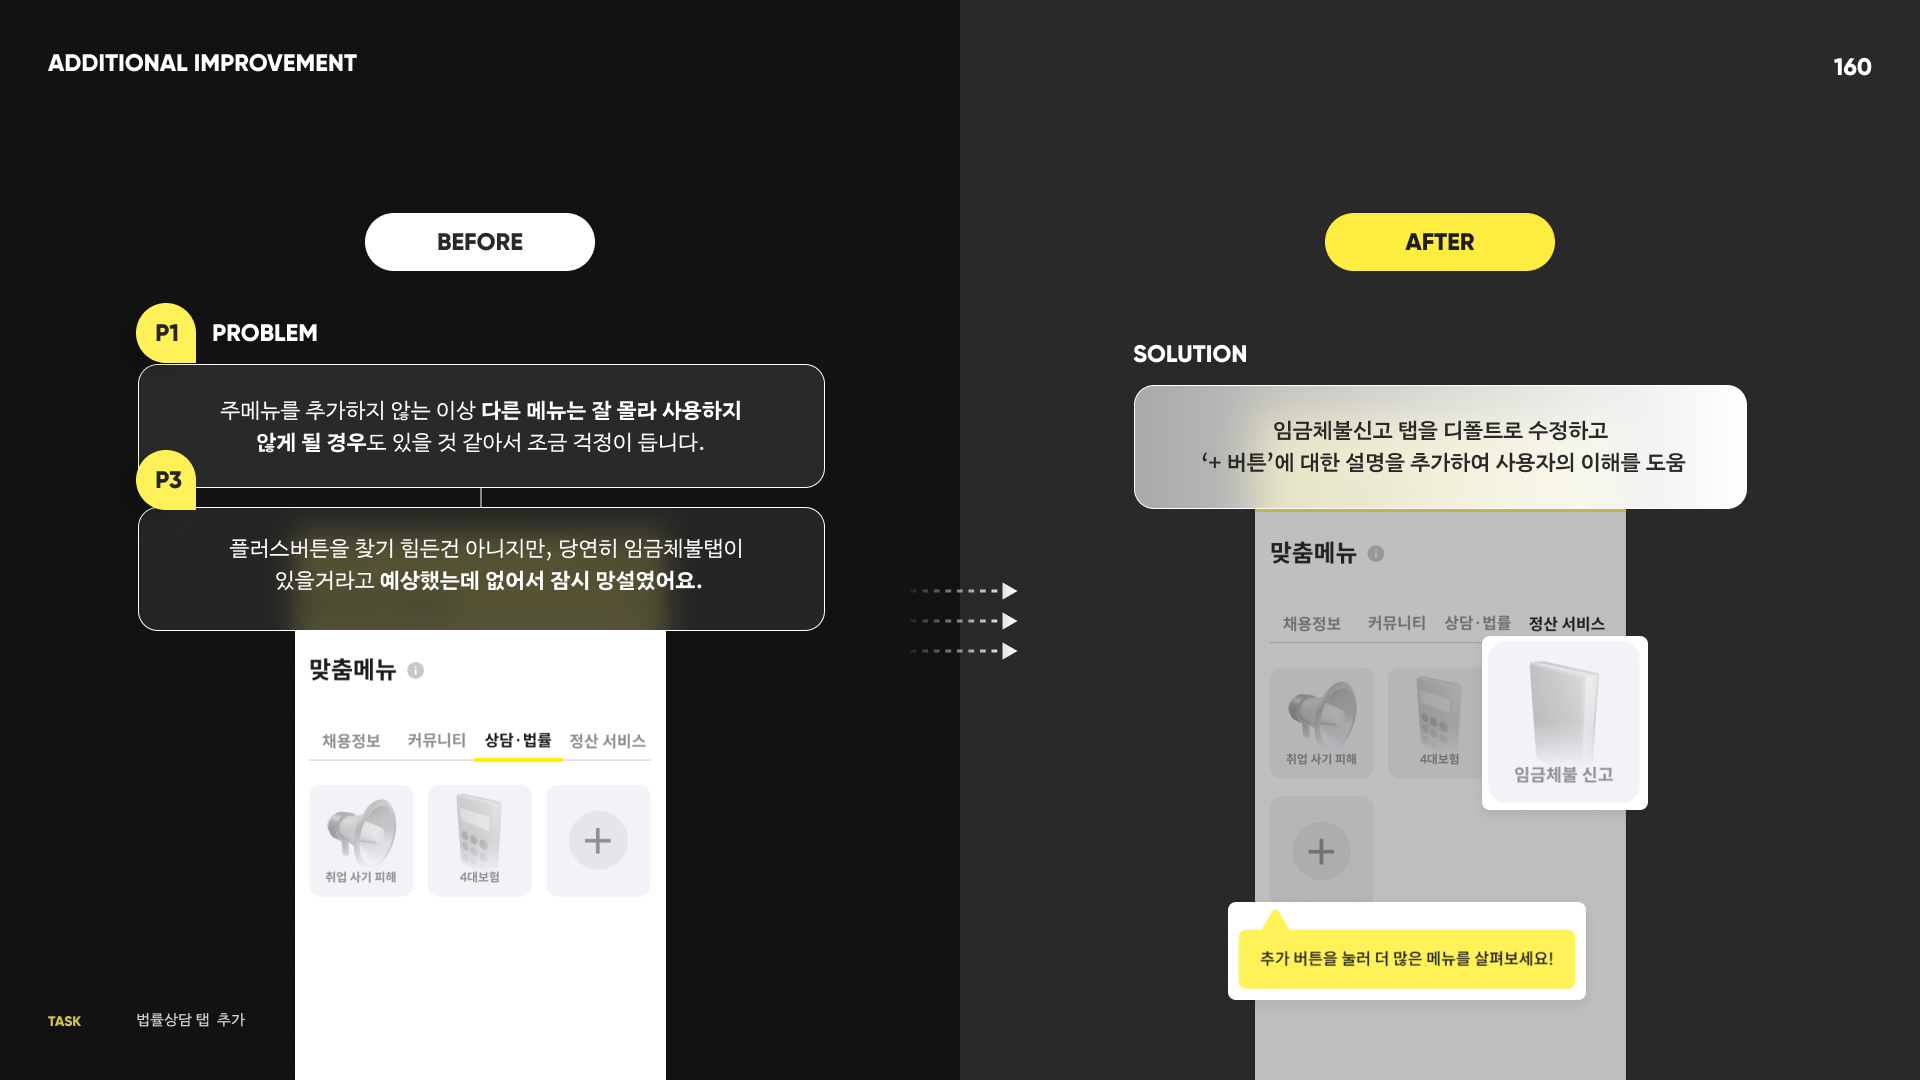 ADDITIONAL IMPROVEMENT
160
BEFORE
P1
PROBLEM
주메뉴를 추가하지 않는 이상 다른 메뉴는 잘 몰라 사용하지
않게 될 경우도 있을 것 같아서 조금 걱정이 듭니다.
P3
플러스버튼을 찾기 힘든건 아니지만, 당연히 임금체불탭이
있을거라고 예상했는데 없어서 잠시 망설였어요.
맞춤메뉴
채용정보 커뮤니티 상담·법률 정산 서비스
취업 사기 피해 4대보험
TASK 법률상담 탭 추가
AFTER
SOLUTION
임금체불신고 탭을 디폴트로 수정하고
‘+ 버튼’에 대한 설명을 추가하여 사용자의 이해를 도움
맞춤메뉴
채용정보 커뮤니티 상담·법률 정산 서비스
취업 사기 피해 4대보험
임금체불 신고
추가 버튼을 눌러 더 많은 메뉴를 살펴보세요!